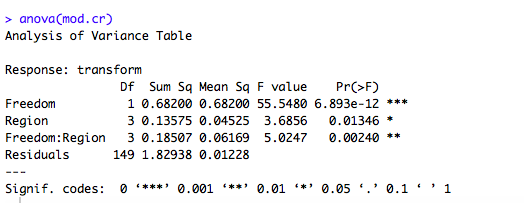 > anova(mod.cr)
Analysis of Variance Table
Response: transform
Df Sum Sq Mean Sq F value Pr(>F)
Freedom 1 0.68200 0.68200 55.5480 6.893e-12 ***
Region 3 0.13575 0.04525 3.6856 0.01346 *
Freedom:Region 3 0.18507 0.06169 5.0247 0.00240 **
Residuals 149 1.82938 0.01228
---
Signif. codes: 0 ‘***’ 0.001 ‘**’ 0.01 ‘*’ 0.05 ‘.’ 0.1 ‘ ’ 1